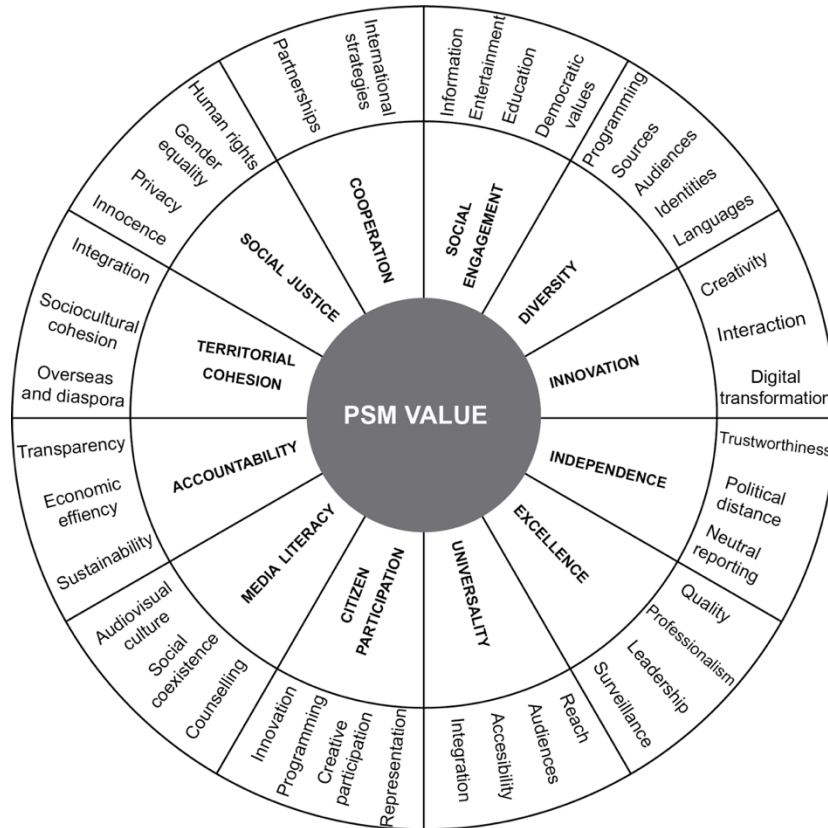 PSM VALUE
SOCIAL
ENGAGEMENT
Information
Entertainment
Education
Democratic
values
DIVERSITY
Programming
Sources
Audiences
Identities
Languages
INNOVATION
Creativity
Interaction
Digital
transformation
INDEPENDENCE
Trustworthiness
Political
distance
Neutral
reporting
EXCELLENCE
Quality
Professionalism
Leadership
Surveillance
UNIVERSALITY
Reach
Audiences
Accesibility
Integration
CITIZEN
PARTICIPATION
Innovation
Programming
Creative
participation
Representation
MEDIA LITERACY
Audiovisual
culture
Social
coexistence
Counselling
ACCOUNTABILITY
Transparency
Economic
effiency
Sustainability
TERRITORIAL
COHESION
Integration
Sociocultural
cohesion
Overseas
and diaspora
SOCIAL JUSTICE
Human rights
Gender
equality
Privacy
Innocence
COOPERATION
Partnerships
International
strategies